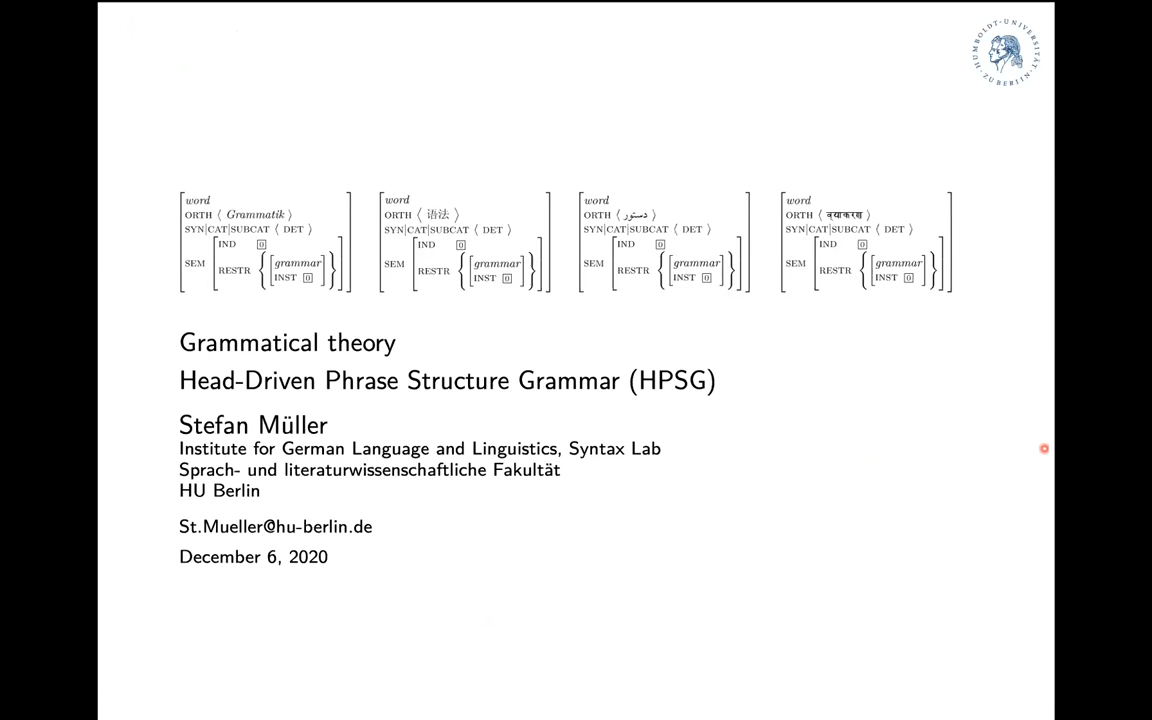 HUMBOLDT-UNIVERSITÄT ZU BERLIN
word
ORTH ⟨ Grammatik ⟩
SYN|CAT|SUBCAT ⟨ DET ⟩
SEM
IND 0
RESTR
grammar
INST 0
word
ORTH ⟨ 语法 ⟩
SYN|CAT|SUBCAT ⟨ DET ⟩
SEM
IND 0
RESTR
grammar
INST 0
word
ORTH ⟨ دستور ⟩
SYN|CAT|SUBCAT ⟨ DET ⟩
SEM
IND 0
RESTR
grammar
INST 0
word
ORTH ⟨ व्याकरण ⟩
SYN|CAT|SUBCAT ⟨ DET ⟩
SEM
IND 0
RESTR
grammar
INST 0
Grammatical theory
Head-Driven Phrase Structure Grammar (HPSG)
Stefan Müller
Institute for German Language and Linguistics, Syntax Lab
Sprach- und literaturwissenschaftliche Fakultät
HU Berlin
St.Mueller@hu-berlin.de
December 6, 2020